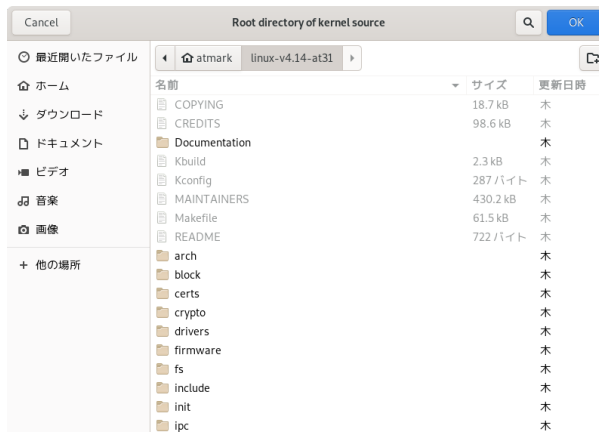 Cancel Root directory of kernel source OK
最近開いたファイル
ホーム
ダウンロード
ドキュメント
ビデオ
音楽
画像
+ 他の場所
atmark linux-v4.14-at31
名前 サイズ 更新日時
COPYING 18.7 kB 木
CREDITS 98.6 kB 木
Documentation 木
Kbuild 2.3 kB 木
Kconfig 287 バイト 木
MAINTAINERS 430.2 kB 木
Makefile 61.5 kB 木
README 722 バイト 木
arch 木
block 木
certs 木
crypto 木
drivers 木
firmware 木
fs 木
include 木
init 木
ipc 木